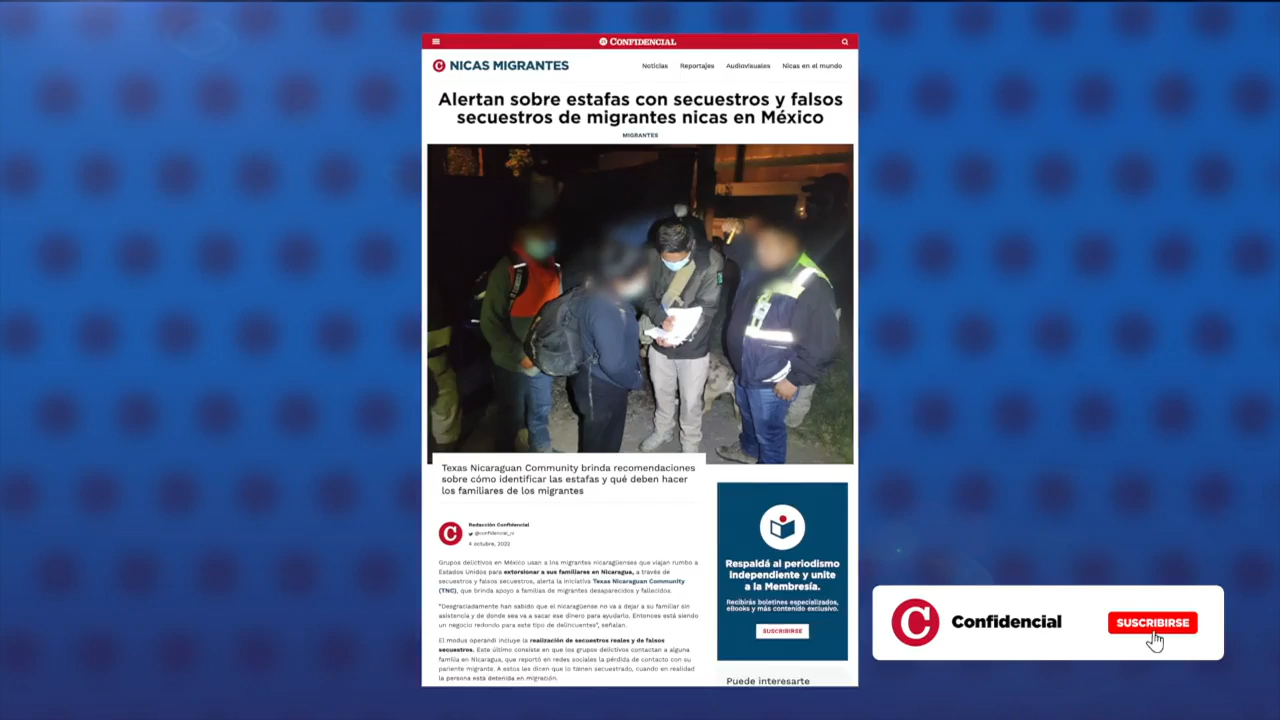 CONFIDENCIAL
NICAS MIGRANTES
Noticias Reportajes Audiovisuales Nicas en el mundo
Alertan sobre estafas con secuestros y falsos
secuestros de migrantes nicas en México
MIGRANTES
Texas Nicaraguan Community brinda recomendaciones
sobre cómo identificar las estafas y qué deben hacer
los familiares de los migrantes
Redacción Confidencial
@confidencial_ni
4 octubre, 2022
Grupos delictivos en México usan a los migrantes nicaragüenses que viajan rumbo a
Estados Unidos para extorsionar a sus familiares en Nicaragua, a través de
secuestros y falsos secuestros, alerta la iniciativa Texas Nicaraguan Community
(TNC), que brinda apoyo a familias de migrantes desaparecidos y fallecidos.
"Desgraciadamente han sabido que el nicaragüense no va a dejar a su familiar sin
asistencia y de donde sea va a sacar ese dinero para ayudarlo. Entonces está siendo
un negocio redondo para este tipo de delincuentes", señalan.
El modus operandi incluye la realización de secuestros reales y de falsos
secuestros. Este último consiste en que los grupos delictivos contactan a alguna
familia en Nicaragua, que reportó en redes sociales la pérdida de contacto con su
pariente migrante. A estos les dicen que lo tienen secuestrado, cuando en realidad
la persona está detenida en migración.
Respaldá al periodismo
independiente y unite
a la Membresía.
Recibirás boletines especializados,
eBooks y más contenido exclusivo.
SUSCRIBIRSE
Puede interesarte
C Confidencial SUSCRIBIRSE